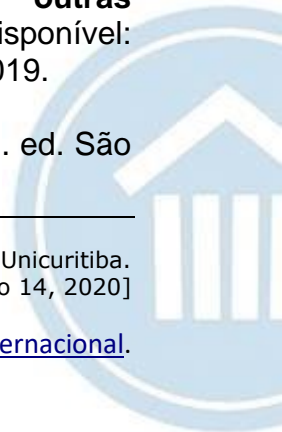 outras
isponível:
019.
. ed. São
Unicuritiba.
o 14, 2020]
ernacional.